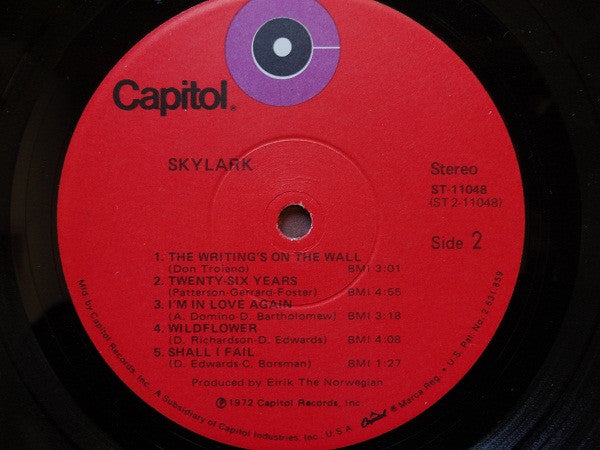 Capitol®
SKYLARK
Stereo
ST-11048
(ST 2-11048)
Side 2
1. THE WRITING'S ON THE WALL
(Don Troieno) BMI 3:01
2. TWENTY-SIX YEARS
(Patterson-Gerrard-Foster) BMI 4:55
3. I'M IN LOVE AGAIN
(A. Domino-D. Bartholomew) BMI 3:18
4. WILDFLOWER
(D. Richardson-D. Edwards) BMI 4:08
5. SHALL I FAIL
(D. Edwards-C. Borsman) BMI 1:27
Produced by Eirik The Norwegian
℗ 1972 Capitol Records, Inc.
Mfd. by Capitol Records, Inc. A Subsidiary of Capitol Industries, Inc., U.S.A. Capitol ® Marca Reg. • U.S. Pat. No. 2,631,859